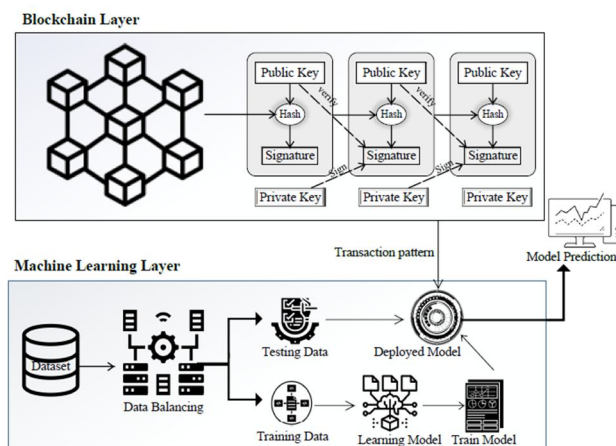 Blockchain Layer
Public Key
Public Key
Public Key
verify
verify
Hash
Hash
Hash
Signature
Signature
Signature
Sign
Sign
Private Key
Private Key
Private Key
Transaction pattern
Model Prediction
Machine Learning Layer
Dataset
Testing Data
Deployed Model
Data Balancing
Training Data
Learning Model
Train Model